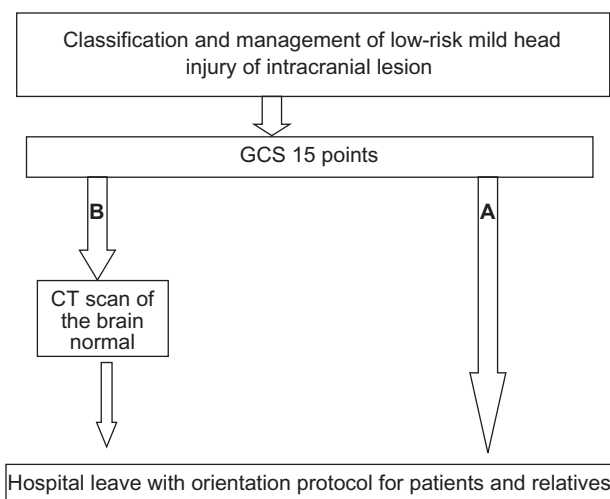 Classification and management of low-risk mild head
injury of intracranial lesion
GCS 15 points
B
A
CT scan of
the brain
normal
Hospital leave with orientation protocol for patients and relatives